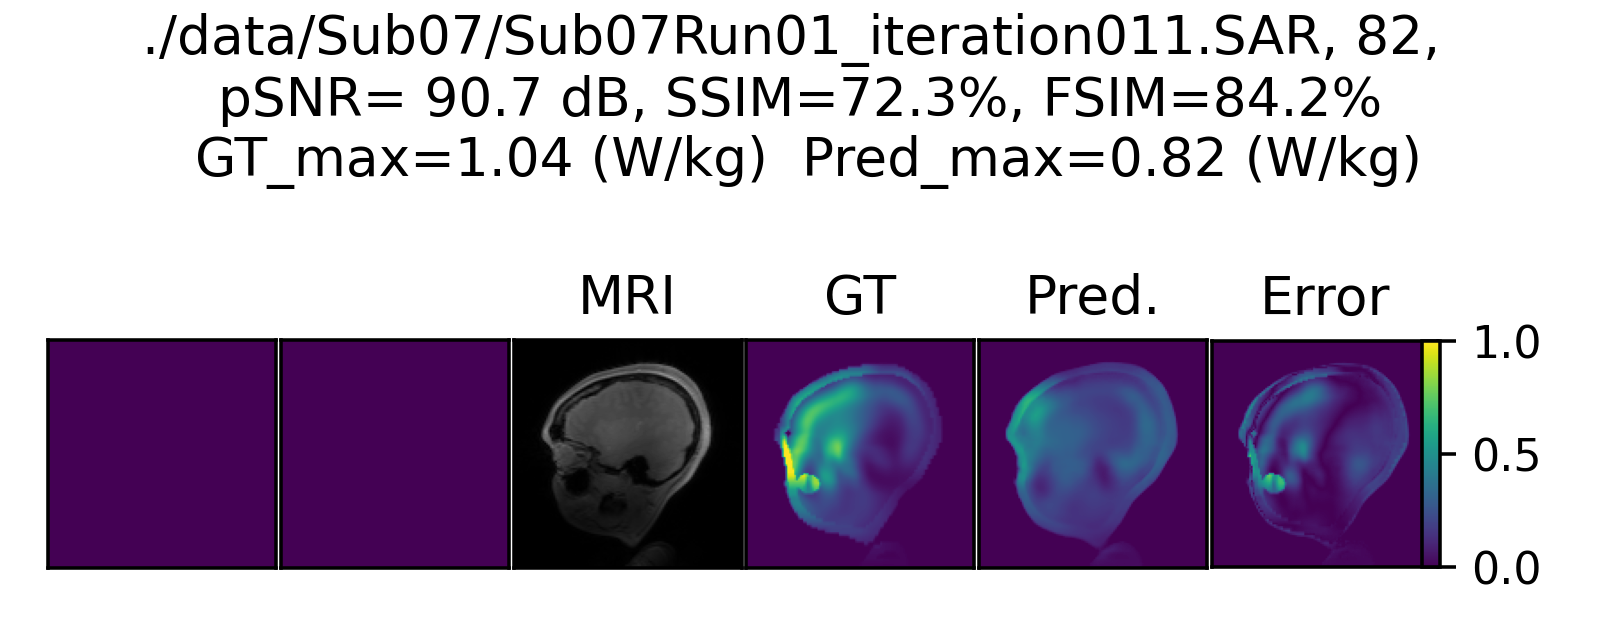 ./data/Sub07/Sub07Run01_iteration011.SAR, 82,
pSNR= 90.7 dB, SSIM=72.3%, FSIM=84.2%
GT_max=1.04 (W/kg)  Pred_max=0.82 (W/kg)
MRI GT Pred. Error
1.0
0.5
0.0